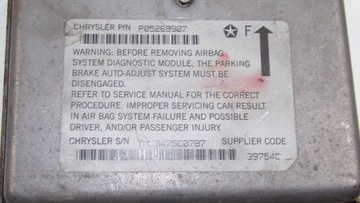 CHRYSLER P/N P05269907
F
WARNING: BEFORE REMOVING AIRBAG
SYSTEM DIAGNOSTIC MODULE, THE PARKING
BRAKE AUTO-ADJUST SYSTEM MUST BE
DISENGAGED.
REFER TO SERVICE MANUAL FOR THE CORRECT
PROCEDURE. IMPROPER SERVICING CAN RESULT
IN AIR BAG SYSTEM FAILURE AND POSSIBLE
DRIVER, AND/OR PASSENGER INJURY.
CHRYSLER S/N SUPPLIER CODE
39754C